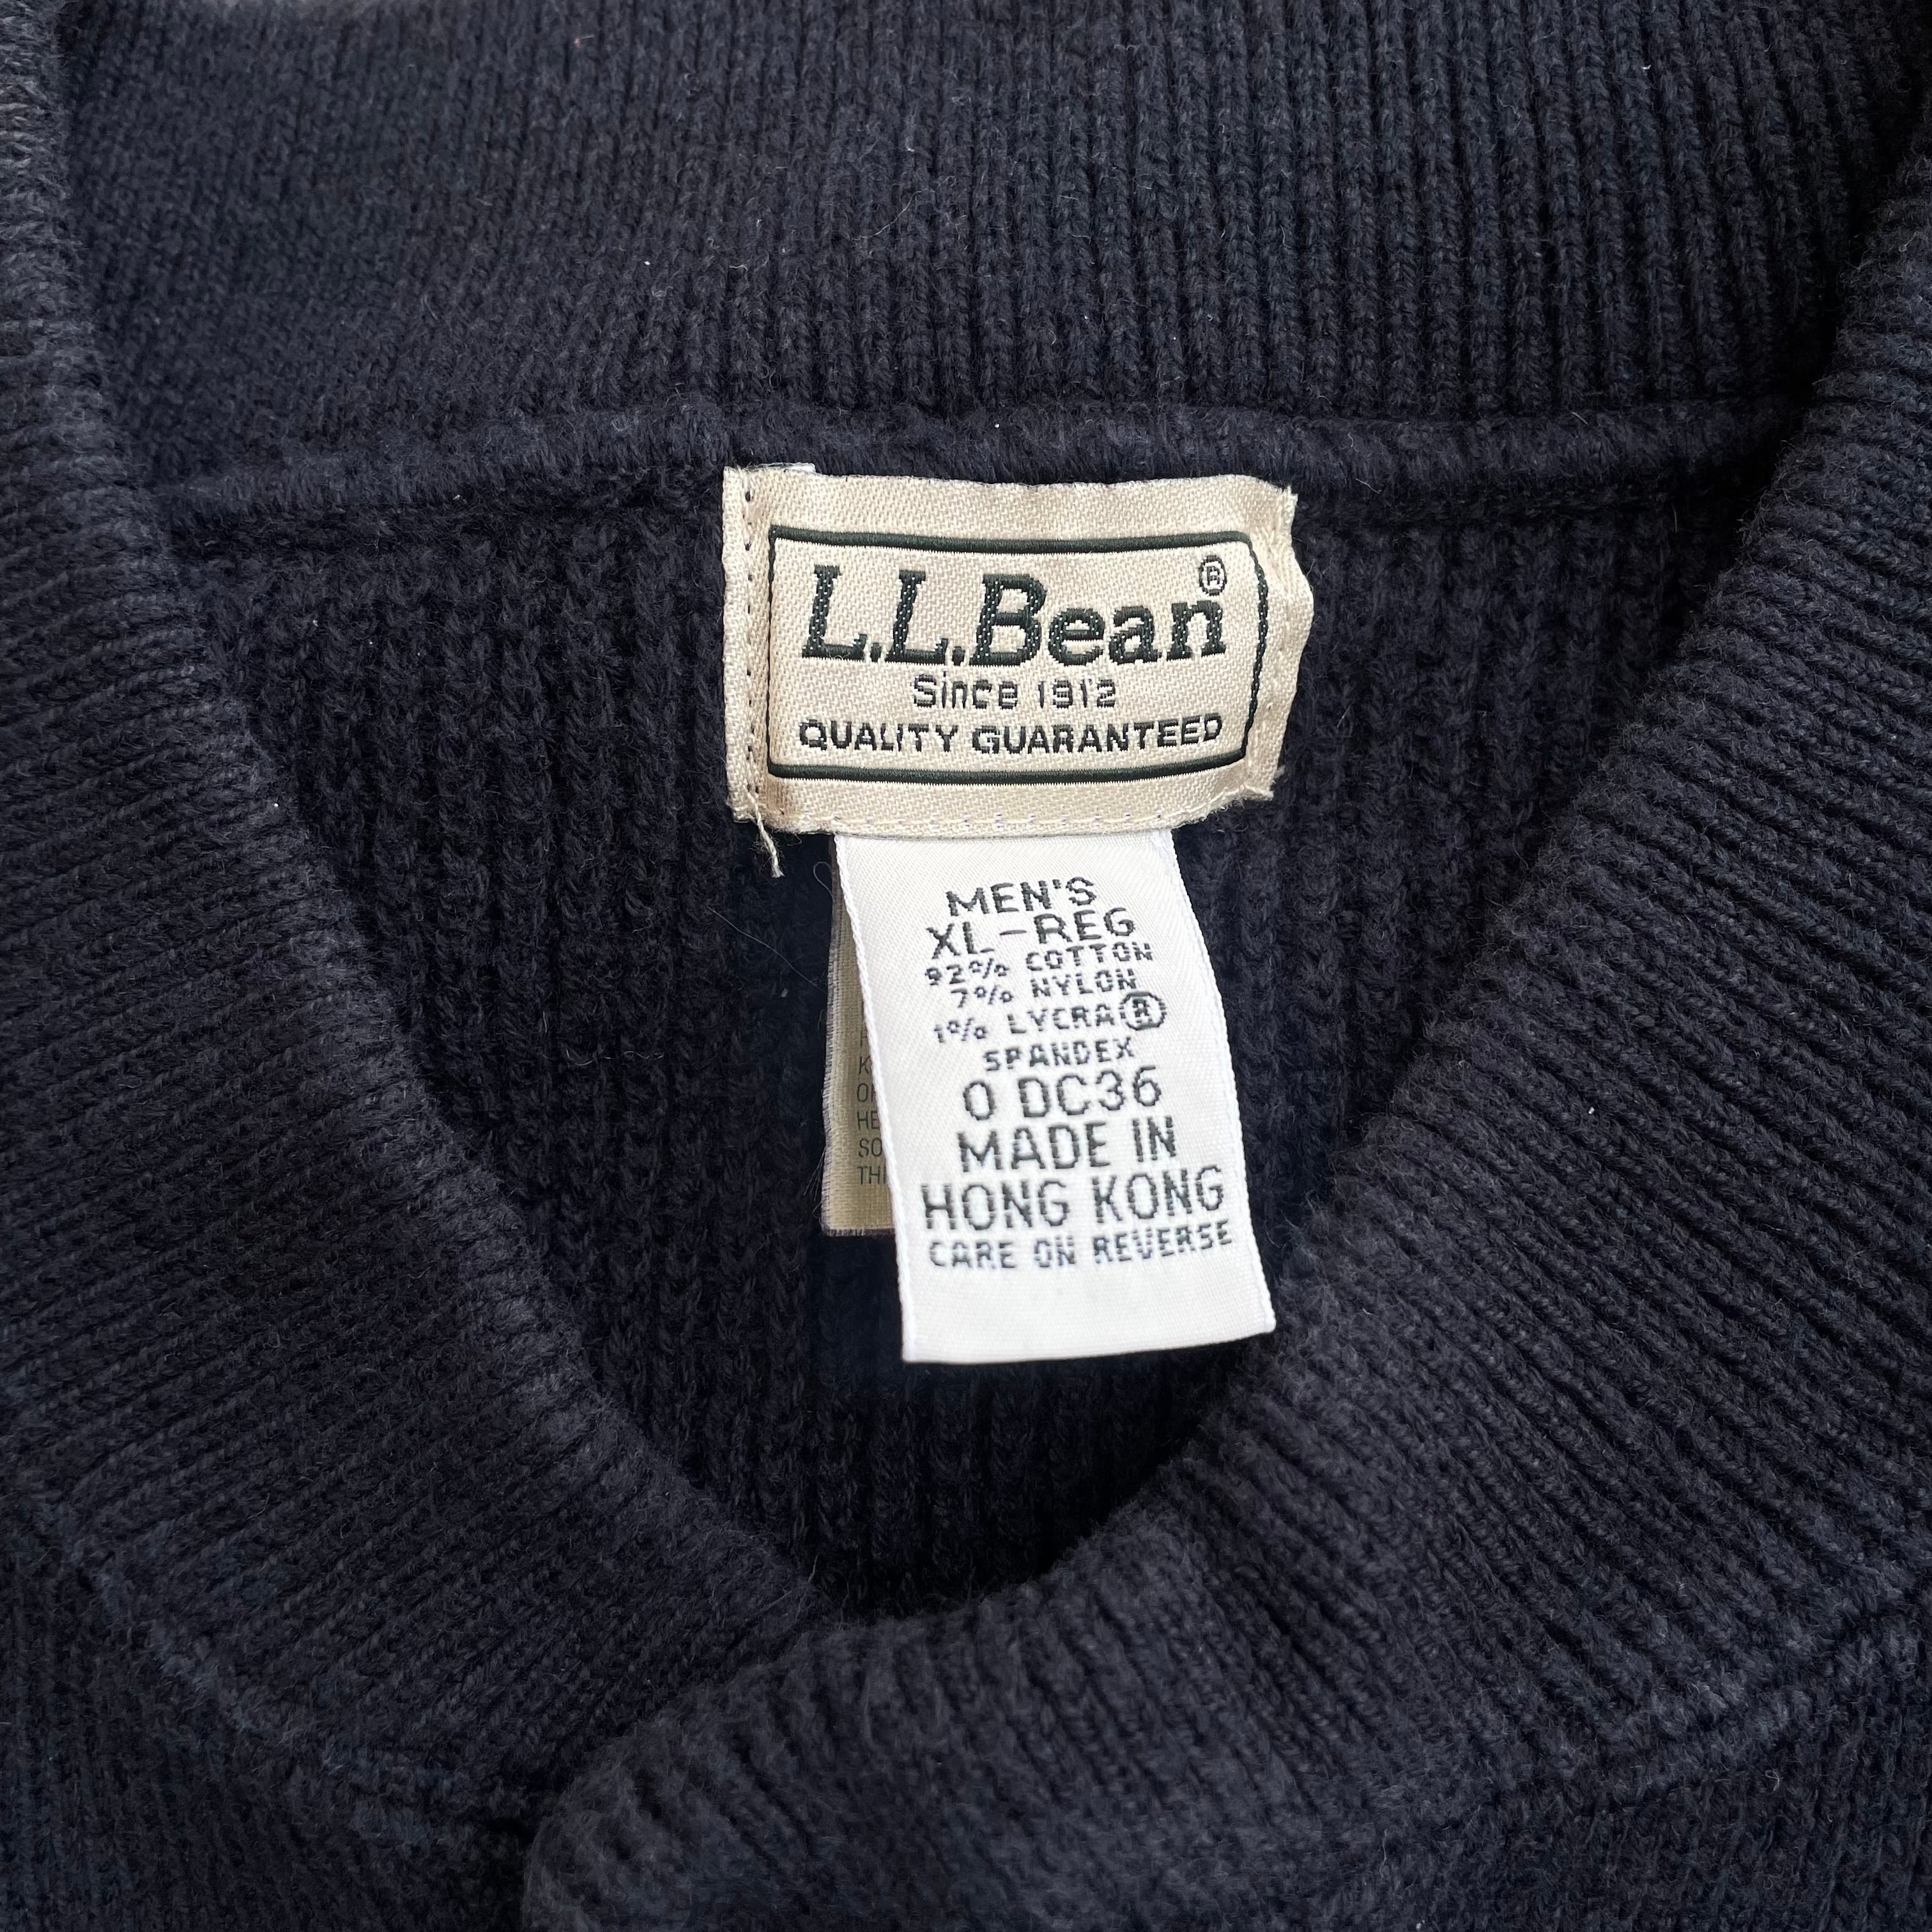 L.L.Bean®
Since 1912
QUALITY GUARANTEED
MEN'S
XL-REG
92% COTTON
7% NYLON
1% LYCRA®
SPANDEX
0 DC36
MADE IN
HONG KONG
CARE ON REVERSE